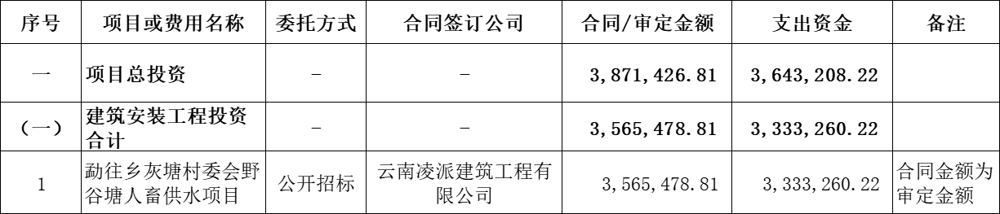 序号 项目或费用名称 委托方式 合同签订公司 合同/审定金额 支出资金 备注
一 项目总投资 － － 3,871,426.81 3,643,208.22
（一） 建筑安装工程投资
合计 － － 3,565,478.81 3,333,260.22
1 勐往乡灰塘村委会野
谷塘人畜供水项目 公开招标 云南凌派建筑工程有
限公司 3,565,478.81 3,333,260.22 合同金额为
审定金额